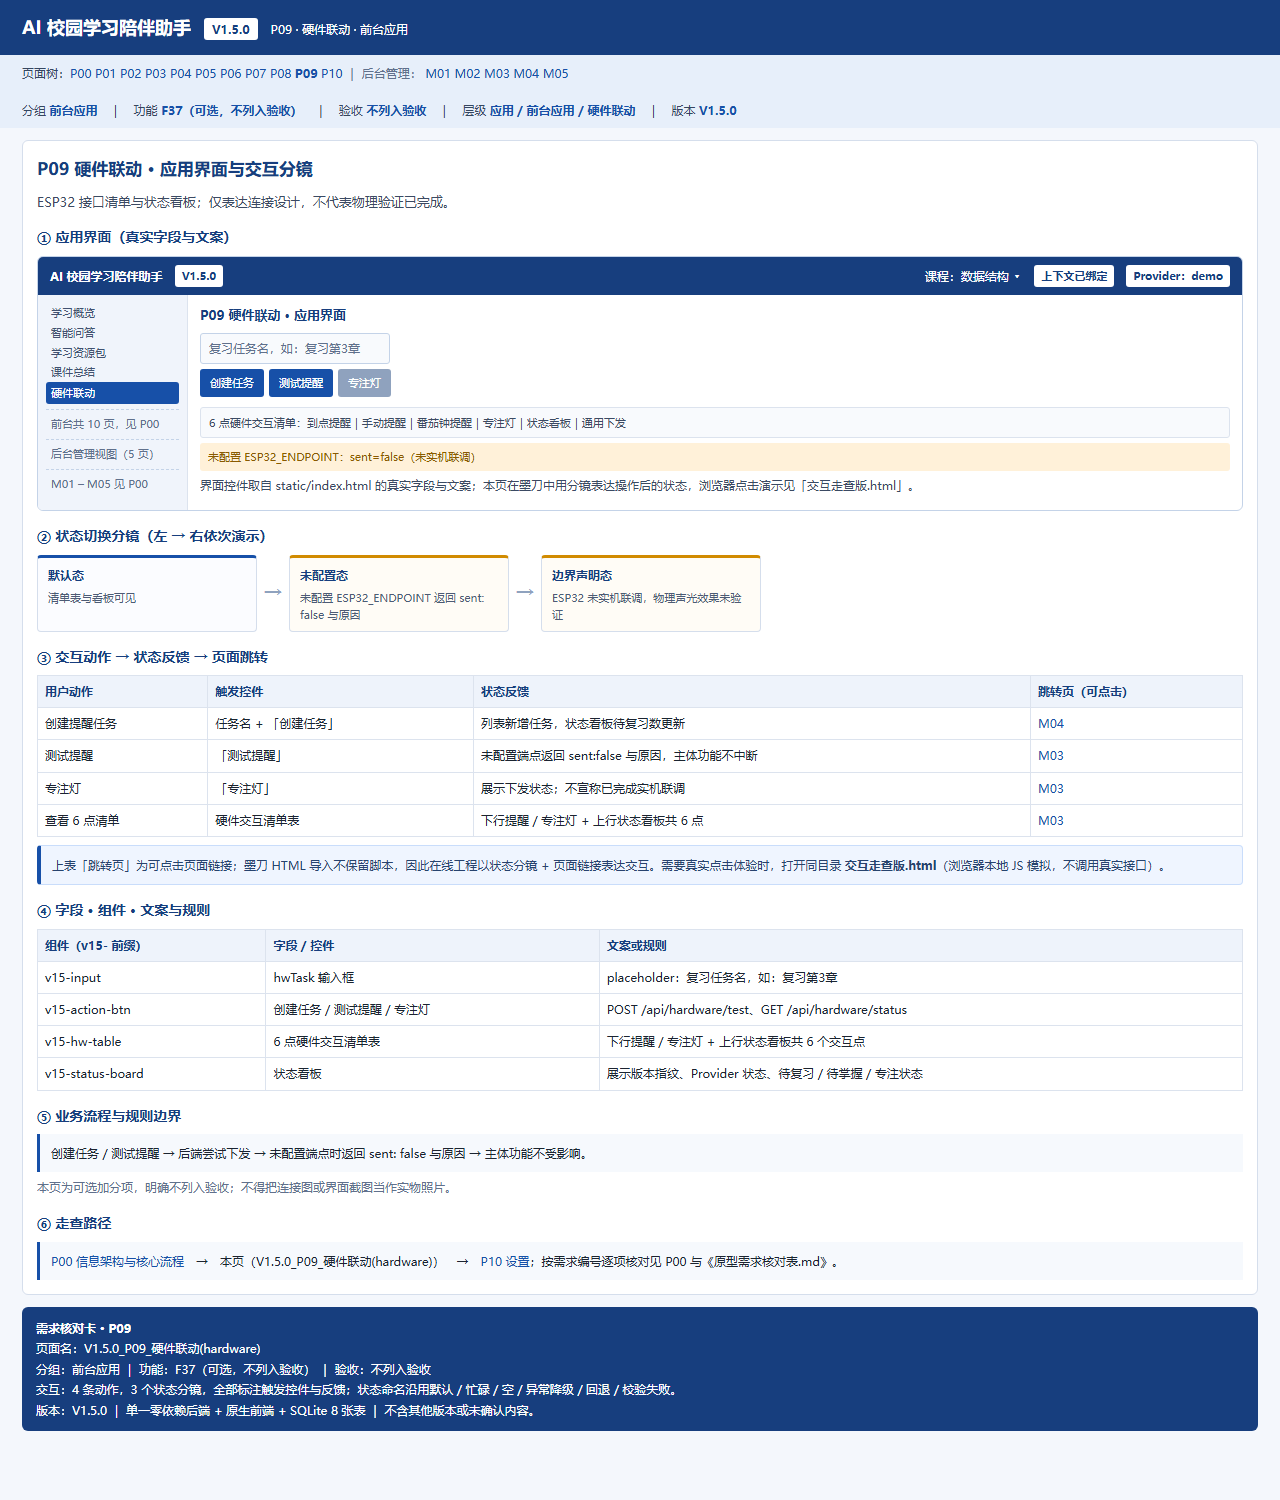 AI 校园学习陪伴助手 V1.5.0 P09 · 硬件联动 · 前台应用
页面树：P00 P01 P02 P03 P04 P05 P06 P07 P08 P09 P10 | 后台管理： M01 M02 M03 M04 M05
分组 前台应用 | 功能 F37（可选，不列入验收） | 验收 不列入验收 | 层级 应用 / 前台应用 / 硬件联动 | 版本 V1.5.0
P09 硬件联动 · 应用界面与交互分镜
ESP32 接口清单与状态看板；仅表达连接设计，不代表物理验证已完成。
① 应用界面（真实字段与文案）
AI 校园学习陪伴助手 V1.5.0 课程：数据结构 ▾ 上下文已绑定 Provider：demo
学习概览
智能问答
学习资源包
课件总结
硬件联动
前台共 10 页，见 P00
后台管理视图（5 页）
M01 – M05 见 P00
P09 硬件联动 · 应用界面
复习任务名，如：复习第3章
创建任务 测试提醒 专注灯
6 点硬件交互清单：到点提醒 | 手动提醒 | 番茄钟提醒 | 专注灯 | 状态看板 | 通用下发
未配置 ESP32_ENDPOINT：sent=false（未实机联调）
界面控件取自 static/index.html 的真实字段与文案；本页在墨刀中用分镜表达操作后的状态，浏览器点击演示见「交互走查版.html」。
② 状态切换分镜（左 → 右依次演示）
默认态
清单表与看板可见
→
未配置态
未配置 ESP32_ENDPOINT 返回 sent:
false 与原因
→
边界声明态
ESP32 未实机联调，物理声光效果未验
证
③ 交互动作 → 状态反馈 → 页面跳转
用户动作 触发控件 状态反馈 跳转页（可点击）
创建提醒任务 任务名 + 「创建任务」 列表新增任务，状态看板待复习数更新 M04
测试提醒 「测试提醒」 未配置端点返回 sent:false 与原因，主体功能不中断 M03
专注灯 「专注灯」 展示下发状态；不宣称已完成实机联调 M03
查看 6 点清单 硬件交互清单表 下行提醒 / 专注灯 + 上行状态看板共 6 点 M03
上表「跳转页」为可点击页面链接；墨刀 HTML 导入不保留脚本，因此在线工程以状态分镜 + 页面链接表达交互。需要真实点击体验时，打开同目录 交互走查版.html（浏览器本地 JS 模拟，不调用真实接口）。
④ 字段 · 组件 · 文案与规则
组件（v15- 前缀） 字段 / 控件 文案或规则
v15-input hwTask 输入框 placeholder：复习任务名，如：复习第3章
v15-action-btn 创建任务 / 测试提醒 / 专注灯 POST /api/hardware/test、GET /api/hardware/status
v15-hw-table 6 点硬件交互清单表 下行提醒 / 专注灯 + 上行状态看板共 6 个交互点
v15-status-board 状态看板 展示版本指纹、Provider 状态、待复习 / 待掌握 / 专注状态
⑤ 业务流程与规则边界
创建任务 / 测试提醒 → 后端尝试下发 → 未配置端点时返回 sent: false 与原因 → 主体功能不受影响。
本页为可选加分项，明确不列入验收；不得把连接图或界面截图当作实物照片。
⑥ 走查路径
P00 信息架构与核心流程 → 本页（V1.5.0_P09_硬件联动(hardware)） → P10 设置；按需求编号逐项核对见 P00 与《原型需求核对表.md》。
需求核对卡 · P09
页面名：V1.5.0_P09_硬件联动(hardware)
分组：前台应用 | 功能：F37（可选，不列入验收） | 验收：不列入验收
交互：4 条动作，3 个状态分镜，全部标注触发控件与反馈；状态命名沿用默认 / 忙碌 / 空 / 异常降级 / 回退 / 校验失败。
版本：V1.5.0 | 单一零依赖后端 + 原生前端 + SQLite 8 张表 | 不含其他版本或未确认内容。